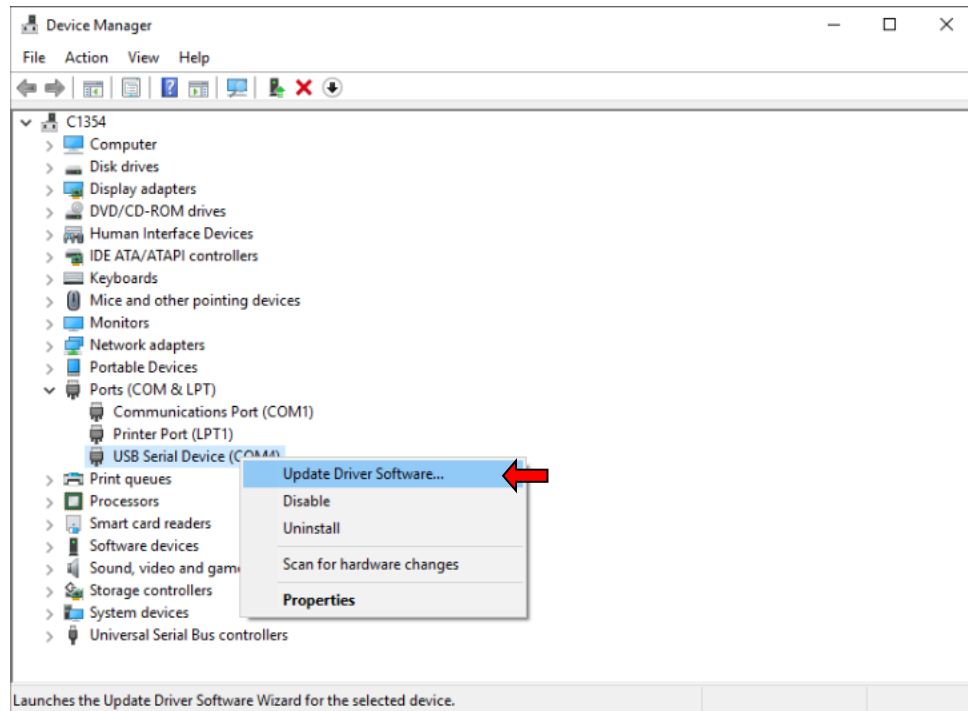 Device Manager
File Action View Help
C1354
Computer
Disk drives
Display adapters
DVD/CD-ROM drives
Human Interface Devices
IDE ATA/ATAPI controllers
Keyboards
Mice and other pointing devices
Monitors
Network adapters
Portable Devices
Ports (COM & LPT)
Communications Port (COM1)
Printer Port (LPT1)
USB Serial Device (COM4)
Update Driver Software...
Print queues
Processors
Disable
Smart card readers
Uninstall
Software devices
Sound, video and gam
Scan for hardware changes
Storage controllers
Properties
System devices
Universal Serial Bus controllers
Launches the Update Driver Software Wizard for the selected device.